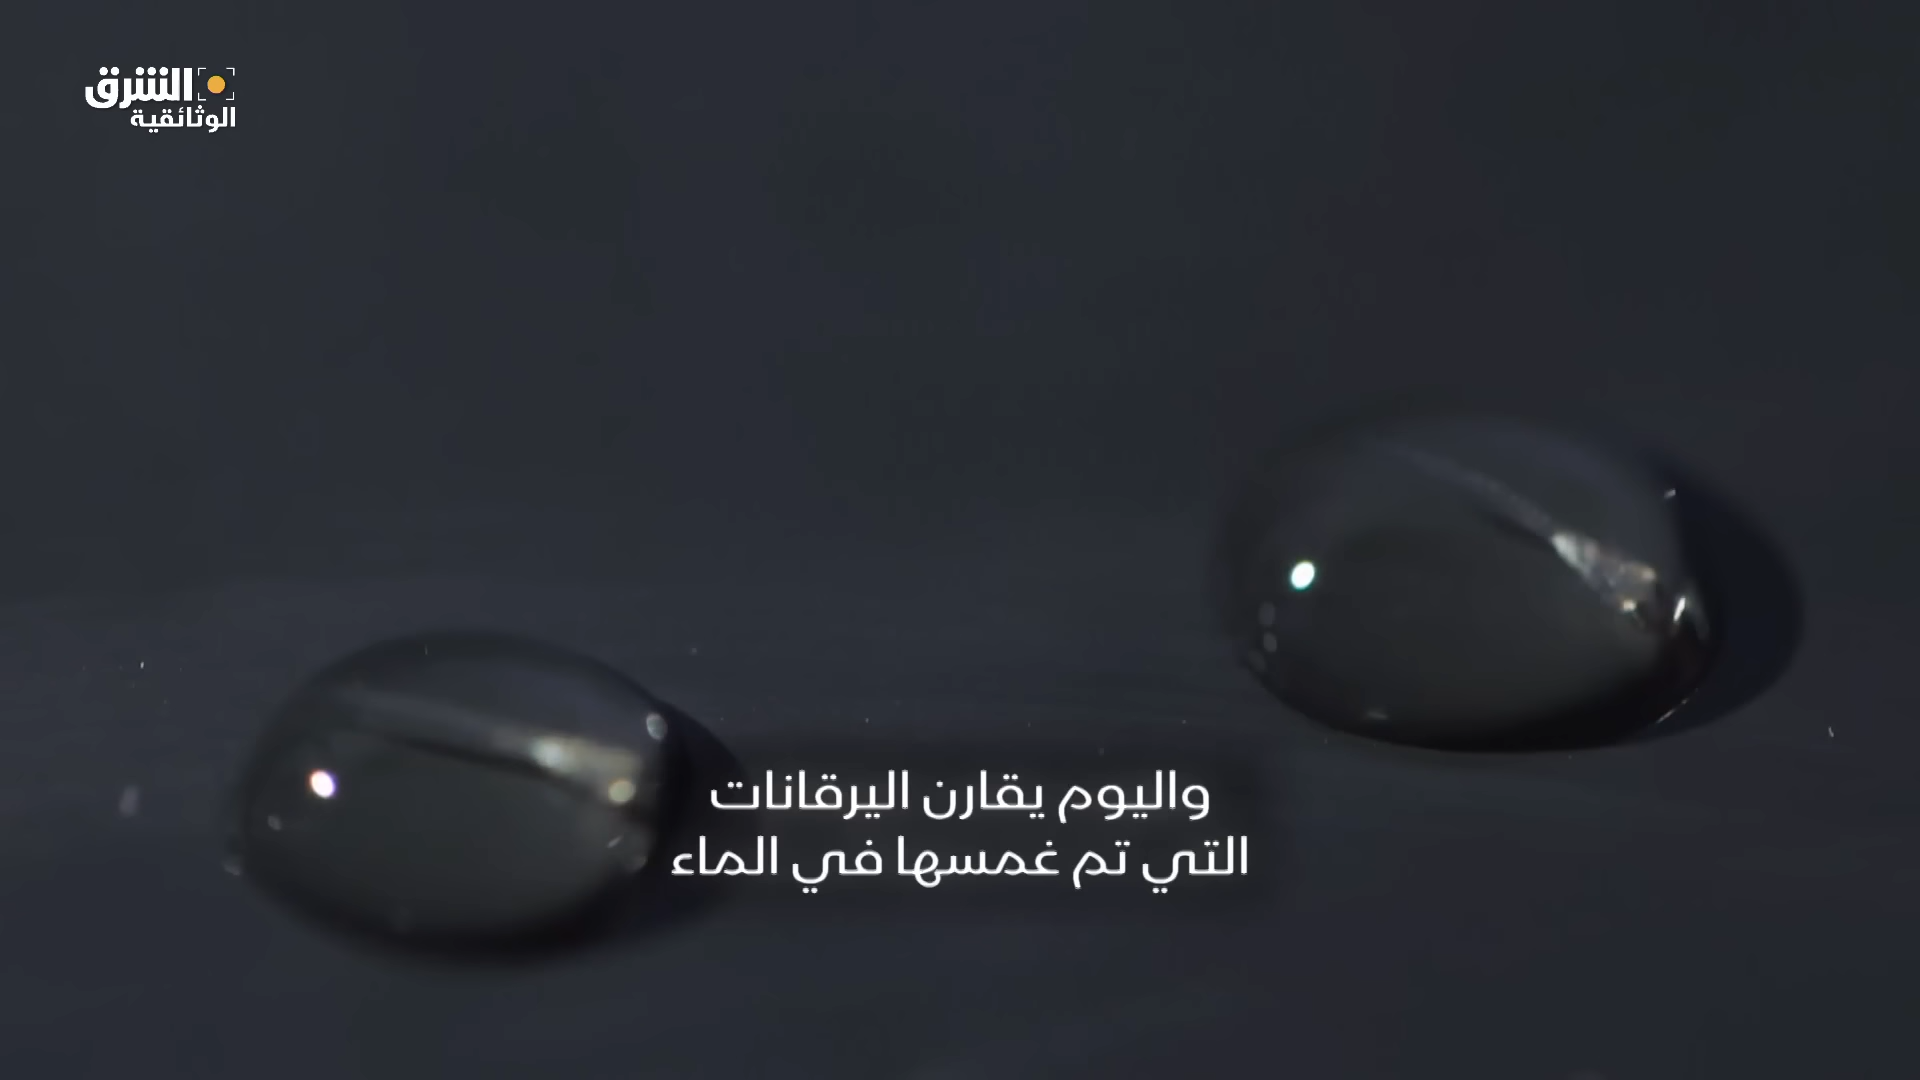 الشرق
الوثائقية
واليوم يقارن اليرقانات
التي تم غمسها في الماء